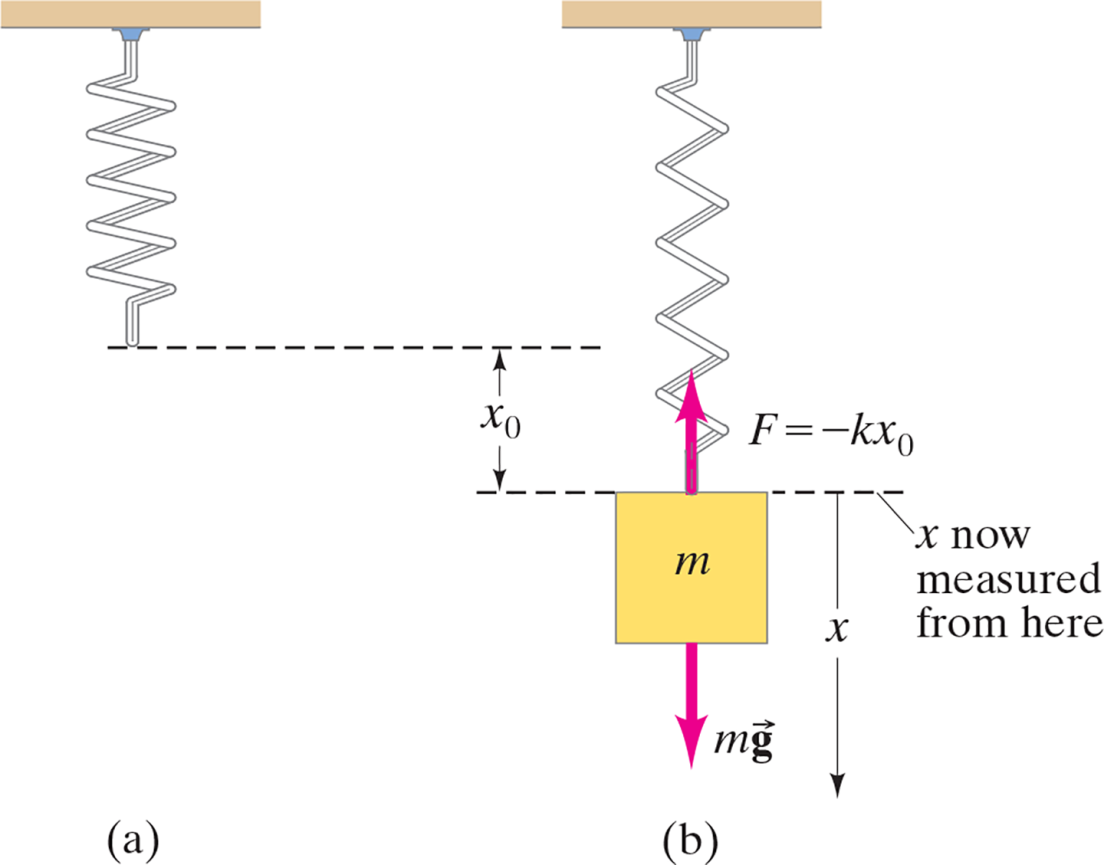 x₀
F = −kx₀
m
x now
measured
from here
x
mg⃗
(a)
(b)